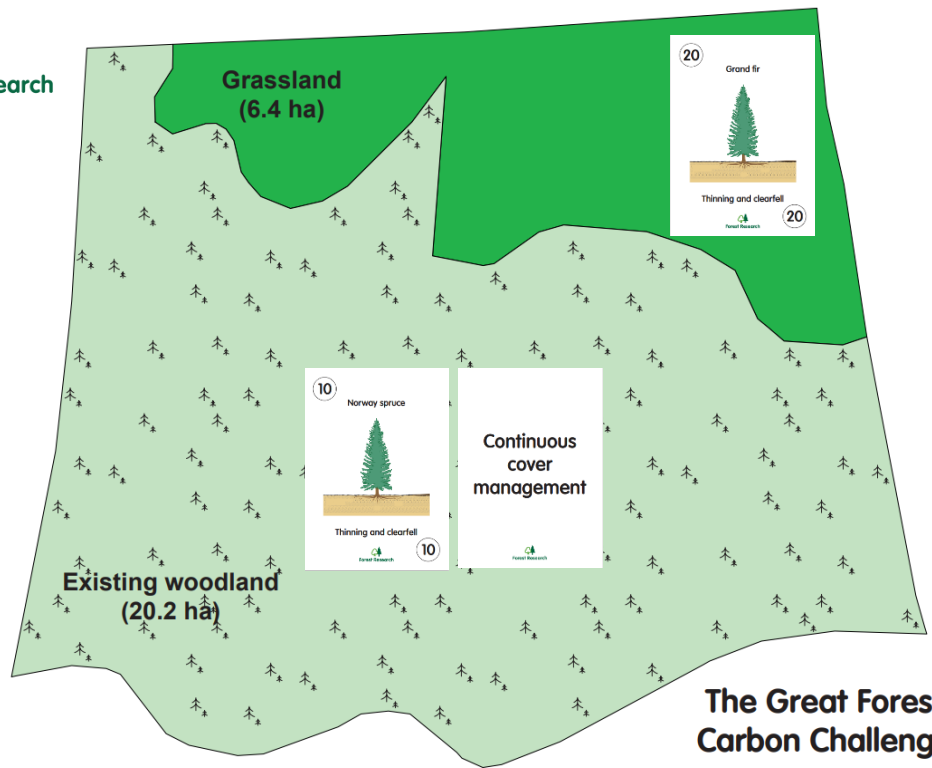 earch
Grassland
(6.4 ha)
20
Grand fir
Thinning and clearfell
20
Forest Research
10
Norway spruce
Thinning and clearfell
10
Forest Research
Continuous
cover
management
Forest Research
Existing woodland
(20.2 ha)
The Great Fores
Carbon Challeng